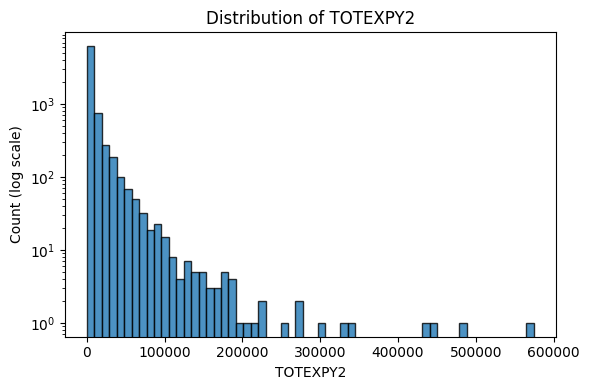 Distribution of TOTEXPY2
Count (log scale)
10³
10²
10¹
10⁰
0 100000 200000 300000 400000 500000 600000
TOTEXPY2